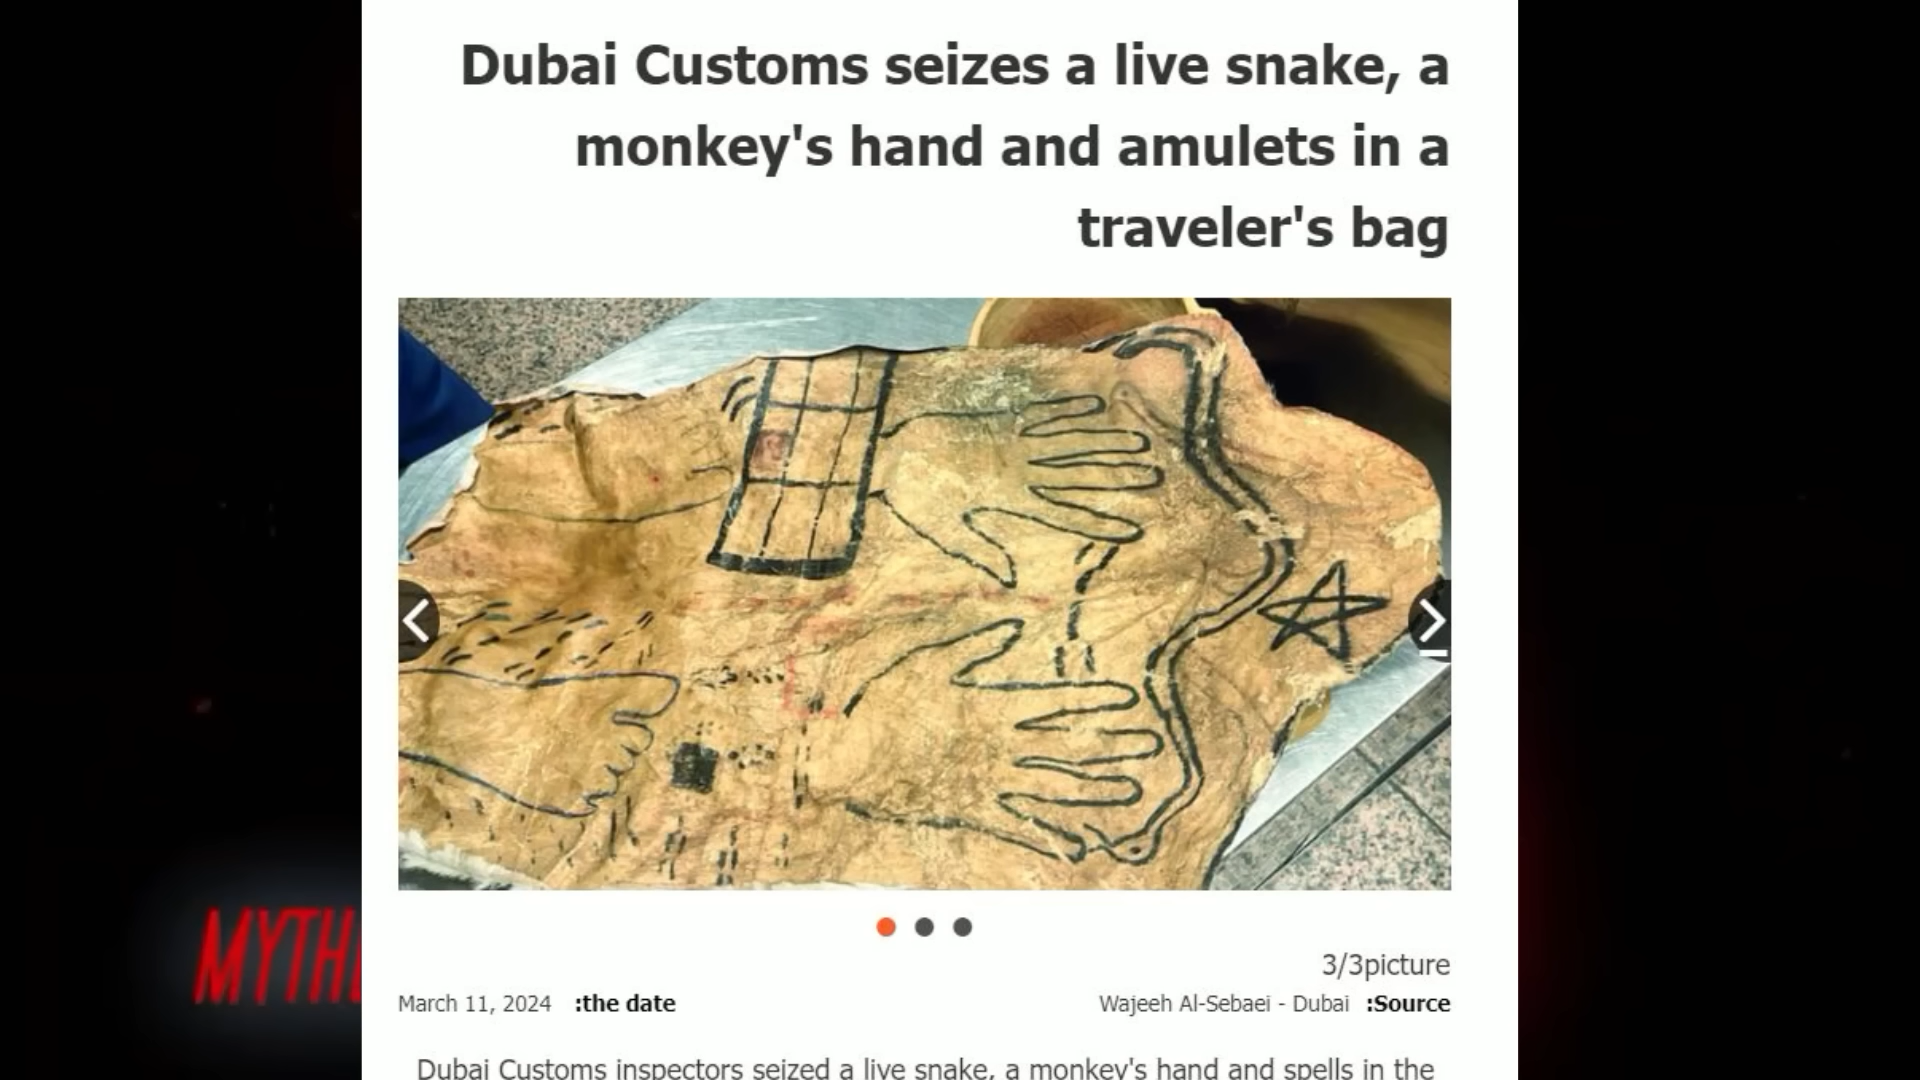 Dubai Customs seizes a live snake, a
monkey's hand and amulets in a
traveler's bag
3/3picture
March 11, 2024 :the date
Wajeeh Al-Sebaei - Dubai :Source
Dubai Customs inspectors seized a live snake, a monkey's hand and spells in the
MYTH